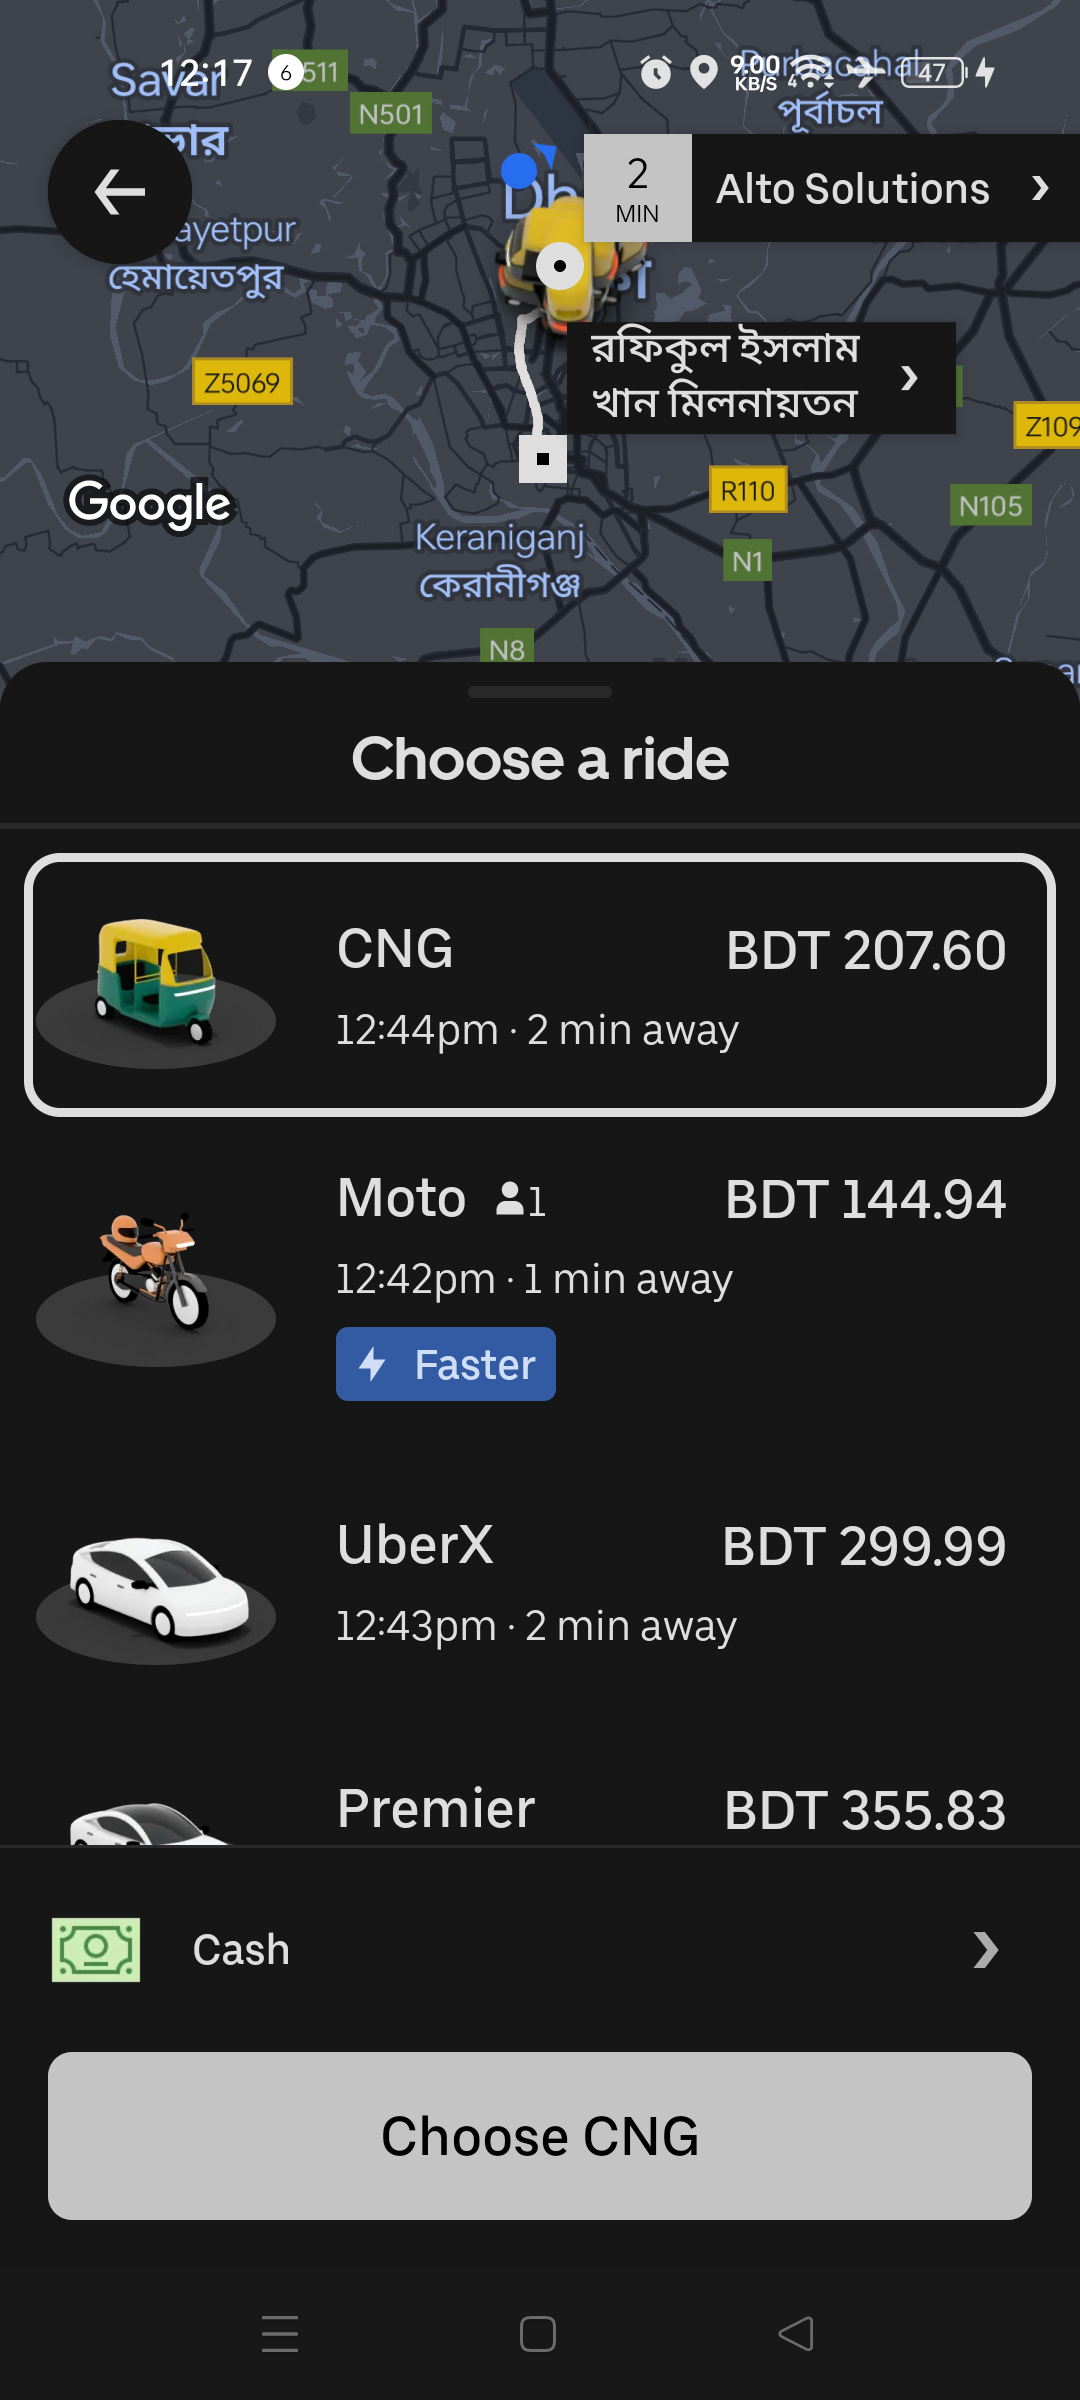 12:17
6
511
9.00
KB/S
4
47
Savar
N501
Purbachal
পূর্বাচল
2
MIN
Alto Solutions
ayetpur
হেমায়েতপুর
রফিকুল ইসলাম
খান মিলনায়তন
Z5069
Z109
Google
R110
N105
Keraniganj
কেরানীগঞ্জ
N1
N8
Choose a ride
CNG BDT 207.60
12:44pm · 2 min away
Moto 1 BDT 144.94
12:42pm · 1 min away
Faster
UberX BDT 299.99
12:43pm · 2 min away
Premier BDT 355.83
Cash
Choose CNG